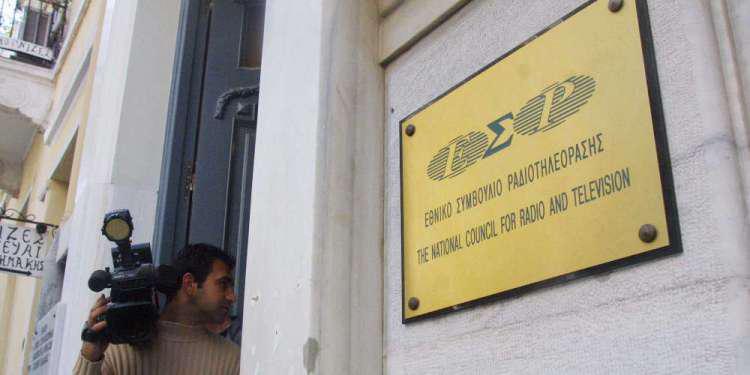 ΕΣΡ
ΕΘΝΙΚΟ ΣΥΜΒΟΥΛΙΟ ΡΑΔΙΟΤΗΛΕΟΡΑΣΗΣ
THE NATIONAL COUNCIL FOR RADIO AND TELEVISION